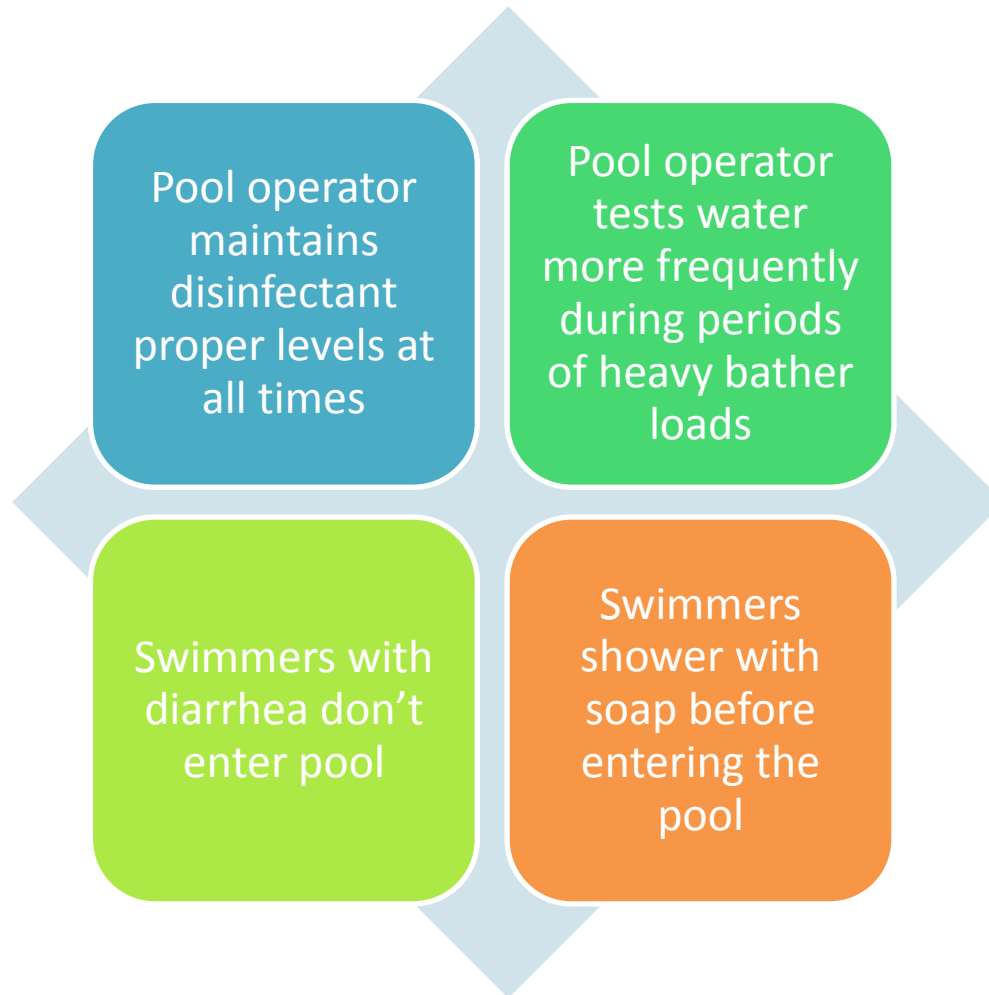 Pool operator
maintains
disinfectant
proper levels at
all times
Pool operator
tests water
more frequently
during periods
of heavy bather
loads
Swimmers with
diarrhea don’t
enter pool
Swimmers
shower with
soap before
entering the
pool